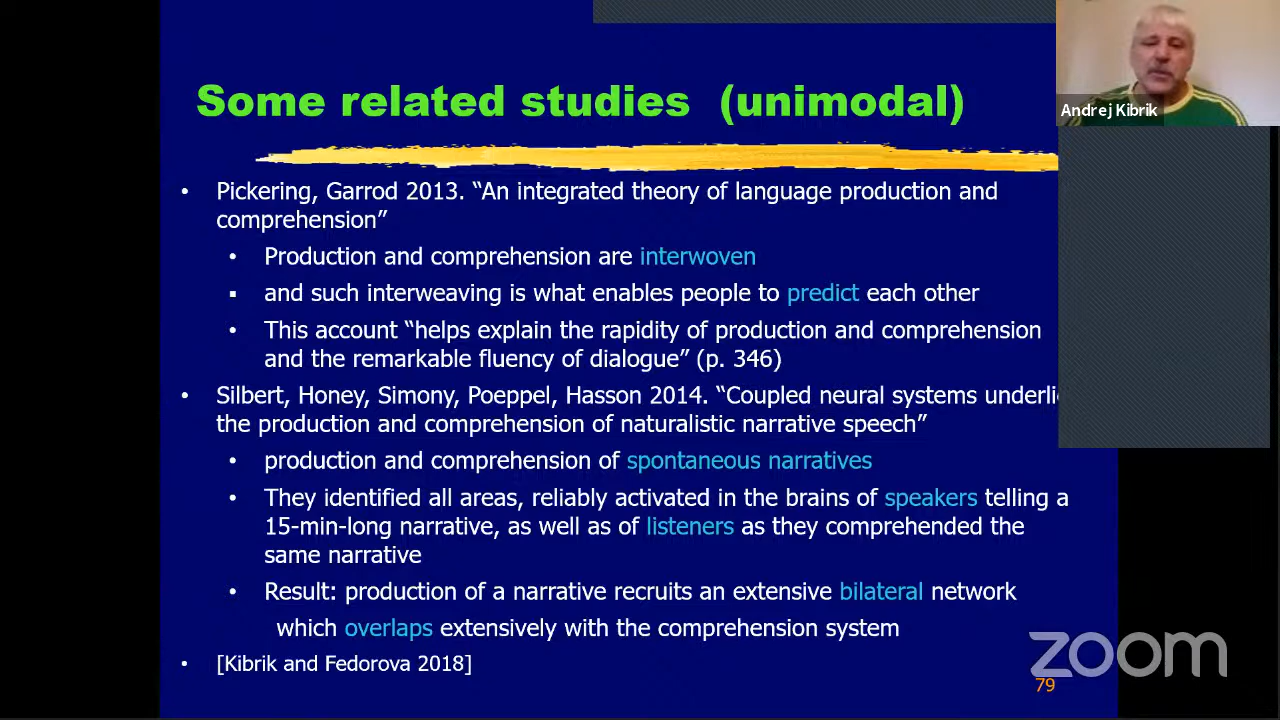 Some related studies (unimodal)
Andrej Kibrik
• Pickering, Garrod 2013. “An integrated theory of language production and
comprehension”
• Production and comprehension are interwoven
▪ and such interweaving is what enables people to predict each other
• This account “helps explain the rapidity of production and comprehension
and the remarkable fluency of dialogue” (p. 346)
• Silbert, Honey, Simony, Poeppel, Hasson 2014. “Coupled neural systems underli
the production and comprehension of naturalistic narrative speech”
• production and comprehension of spontaneous narratives
• They identified all areas, reliably activated in the brains of speakers telling a
15-min-long narrative, as well as of listeners as they comprehended the
same narrative
• Result: production of a narrative recruits an extensive bilateral network
which overlaps extensively with the comprehension system
• [Kibrik and Fedorova 2018]
zoom
79